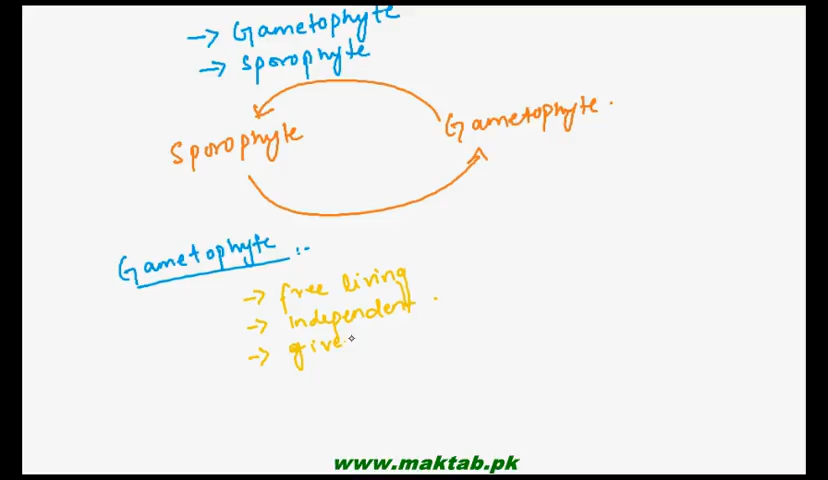 -> Gametophyte
-> Sporophyte
Sporophyte
Gametophyte.
Gametophyte :-
-> free living
-> independent.
-> give
www.maktab.pk